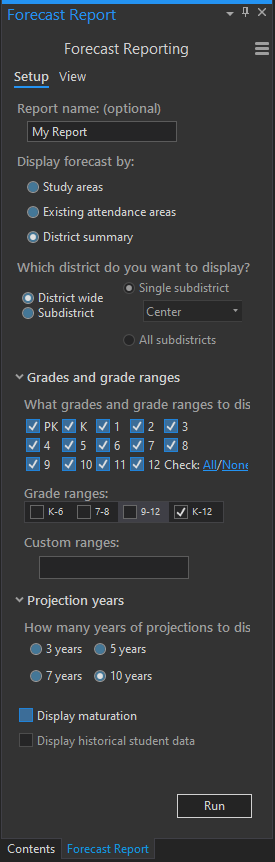 Forecast Report
Forecast Reporting
Setup View
Report name: (optional)
My Report
Display forecast by:
Study areas
Existing attendance areas
District summary
Which district do you want to display?
District wide
Subdistrict
Single subdistrict
Center
All subdistricts
Grades and grade ranges
What grades and grade ranges to dis
PK K 1 2 3
4 5 6 7 8
9 10 11 12 Check: All/None
Grade ranges:
K-6 7-8 9-12 K-12
Custom ranges:
Projection years
How many years of projections to dis
3 years 5 years
7 years 10 years
Display maturation
Display historical student data
Run
Contents Forecast Report